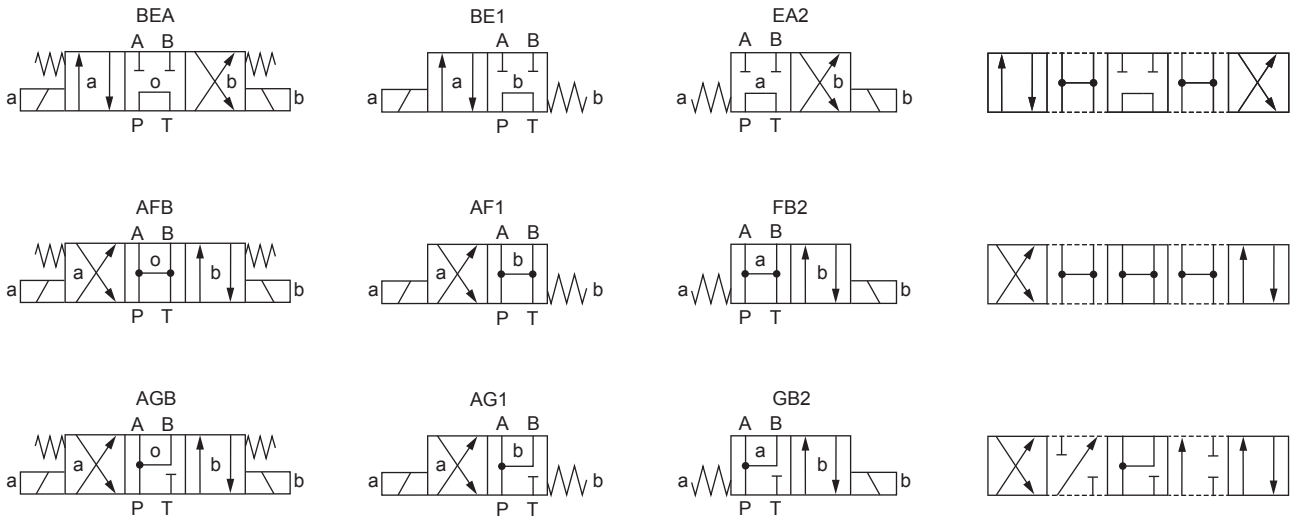 BEA BE1 EA2
A B A B A B
a a o b b a b b a a b b
P T P T P T
AFB AF1 FB2
A B A B A B
a a o b b a a b b a a b b
P T P T P T
AGB AG1 GB2
A B A B A B
a a o b b a a b b a a b b
P T P T P T